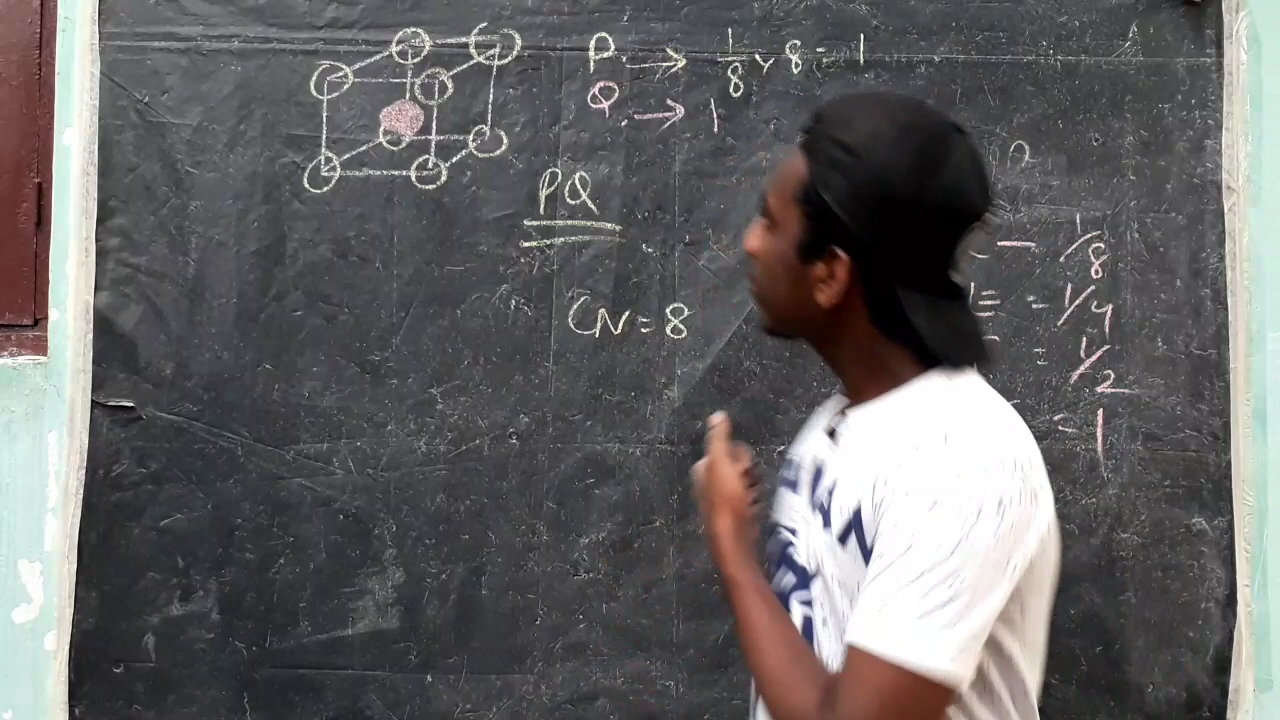 P → 1/8 × 8 = 1
Q → 1
PQ
CN = 8
- 1/8
= 1/4
= 1/2
- 1